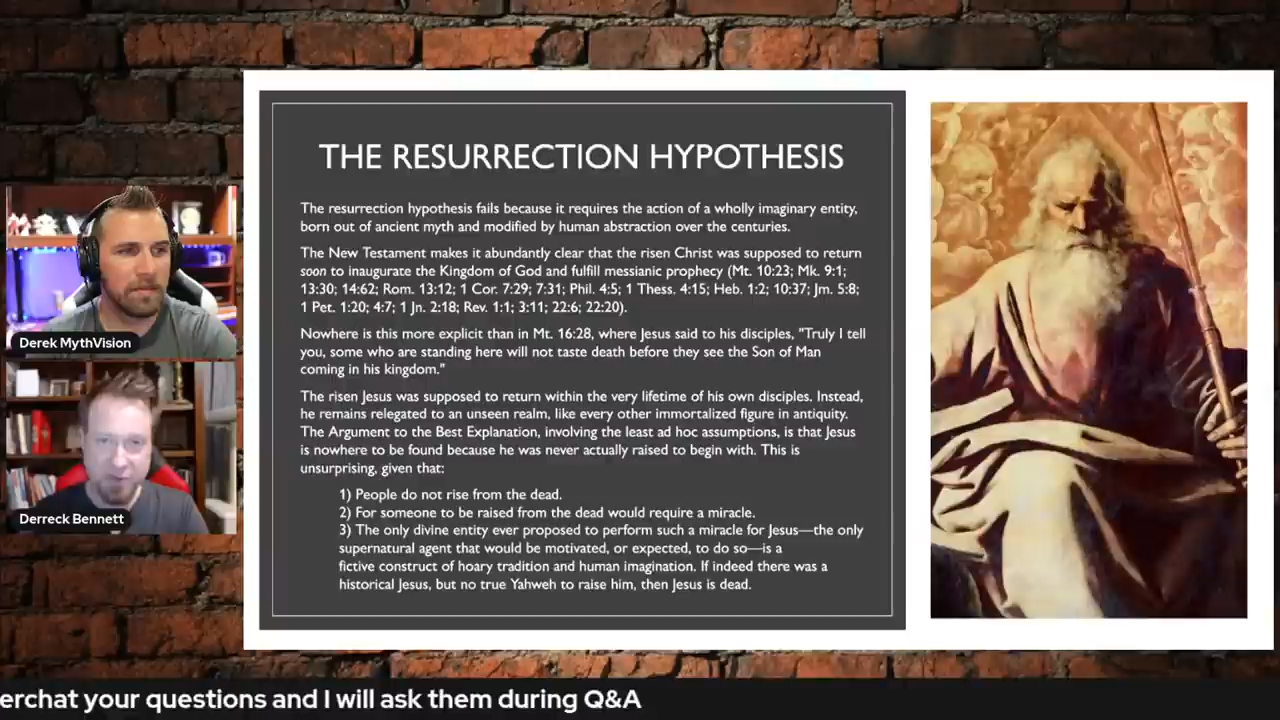 THE RESURRECTION HYPOTHESIS
The resurrection hypothesis fails because it requires the action of a wholly imaginary entity,
born out of ancient myth and modified by human abstraction over the centuries.
The New Testament makes it abundantly clear that the risen Christ was supposed to return
soon to inaugurate the Kingdom of God and fulfill messianic prophecy (Mt. 10:23; Mk. 9:1;
13:30; 14:62; Rom. 13:12; 1 Cor. 7:29; 7:31; Phil. 4:5; 1 Thess. 4:15; Heb. 1:2; 10:37; Jm. 5:8;
1 Pet. 1:20; 4:7; 1 Jn. 2:18; Rev. 1:1; 3:11; 22:6; 22:20).
Nowhere is this more explicit than in Mt. 16:28, where Jesus said to his disciples, "Truly I tell
you, some who are standing here will not taste death before they see the Son of Man
coming in his kingdom."
The risen Jesus was supposed to return within the very lifetime of his own disciples. Instead,
he remains relegated to an unseen realm, like every other immortalized figure in antiquity.
The Argument to the Best Explanation, involving the least ad hoc assumptions, is that Jesus
is nowhere to be found because he was never actually raised to begin with. This is
unsurprising, given that:
1) People do not rise from the dead.
2) For someone to be raised from the dead would require a miracle.
3) The only divine entity ever proposed to perform such a miracle for Jesus—the only
supernatural agent that would be motivated, or expected, to do so—is a
fictive construct of hoary tradition and human imagination. If indeed there was a
historical Jesus, but no true Yahweh to raise him, then Jesus is dead.
Derek MythVision
Derreck Bennett
erchat your questions and I will ask them during Q&A